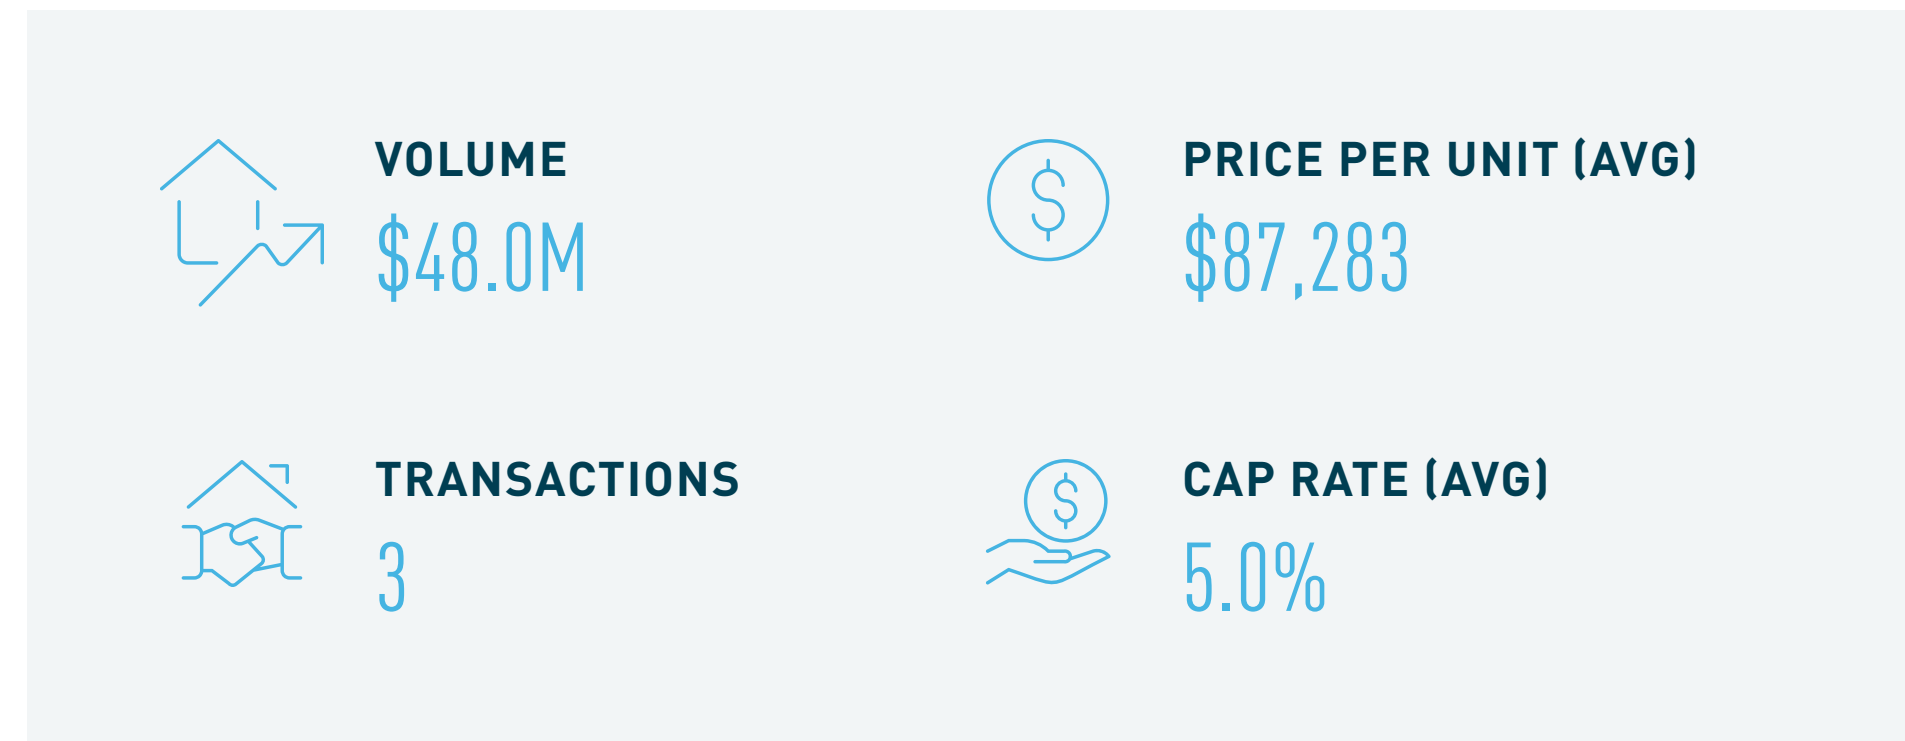 VOLUME
$48.0M
PRICE PER UNIT (AVG)
$87,283
TRANSACTIONS
3
CAP RATE (AVG)
5.0%